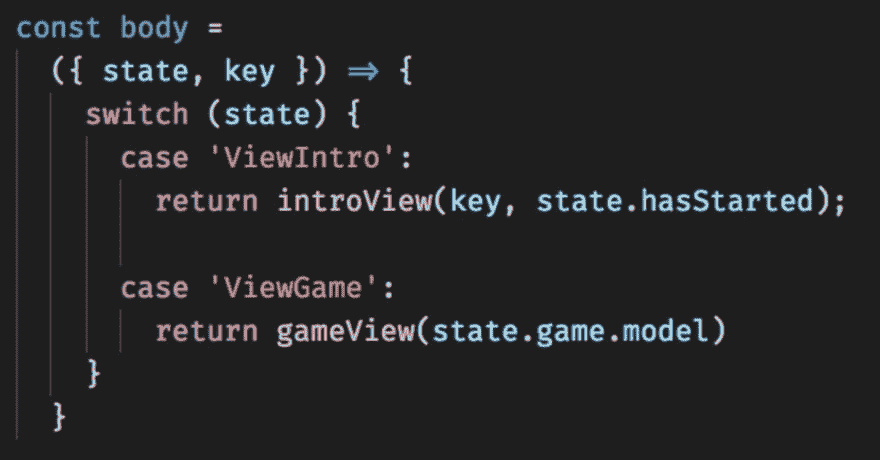 const body =
({ state, key }) => {
switch (state) {
case 'ViewIntro':
return introView(key, state.hasStarted);
case 'ViewGame':
return gameView(state.game.model)
}
}